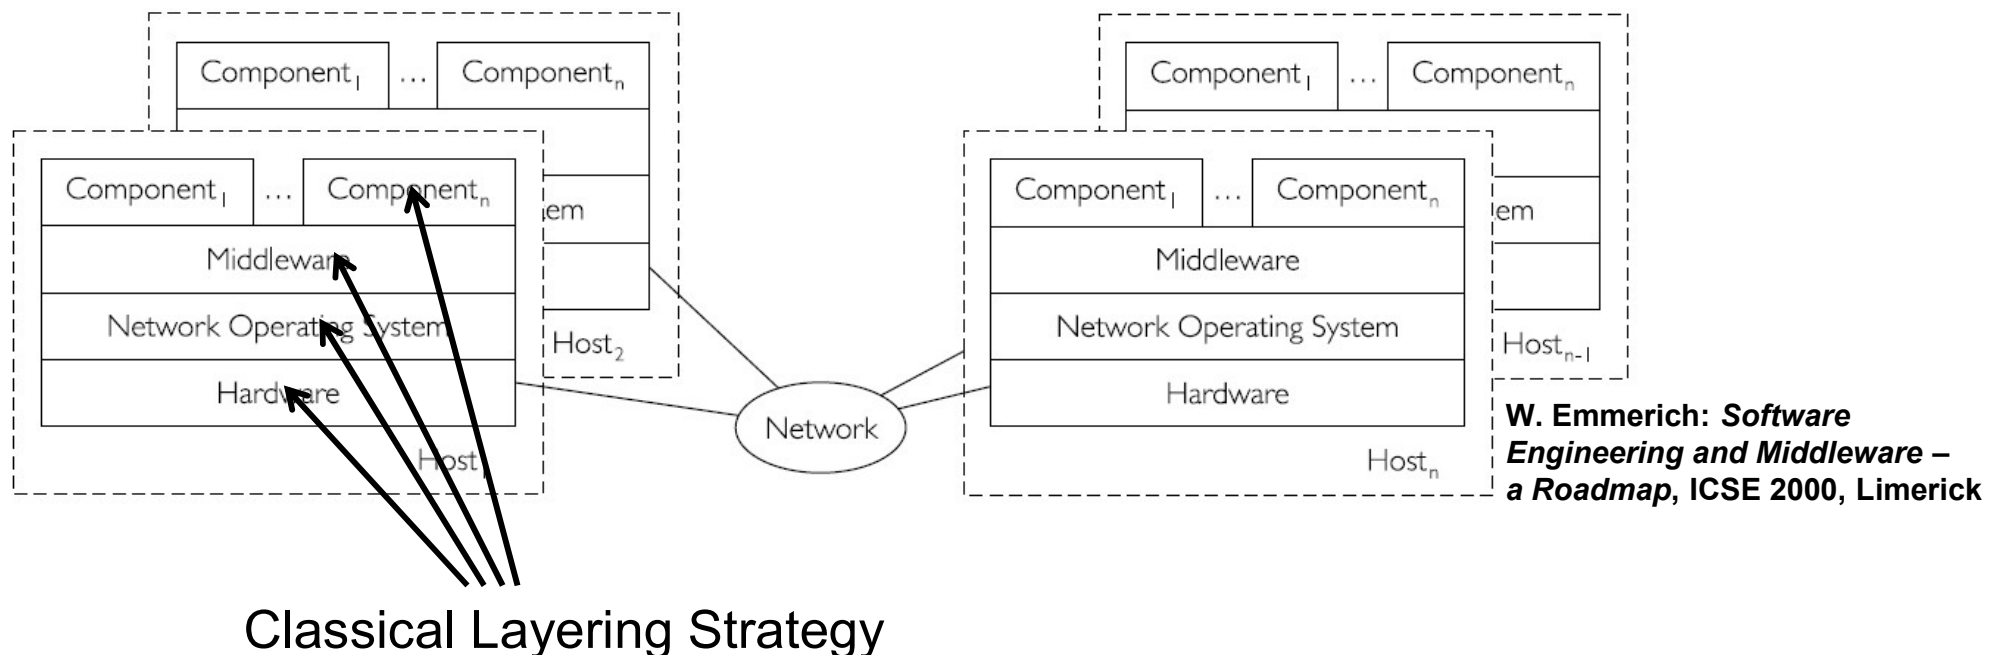 Component₁ … Componentₙ
Component₁ … Componentₙ
Component₁ … Componentₙ
Component₁ … Componentₙ
em
em
Middleware
Middleware
Network Operating System
Network Operating System
Host₂
Hostₙ₋₁
Hardware
Hardware
Network
Host
Hostₙ
W. Emmerich: Software
Engineering and Middleware –
a Roadmap, ICSE 2000, Limerick
Classical Layering Strategy